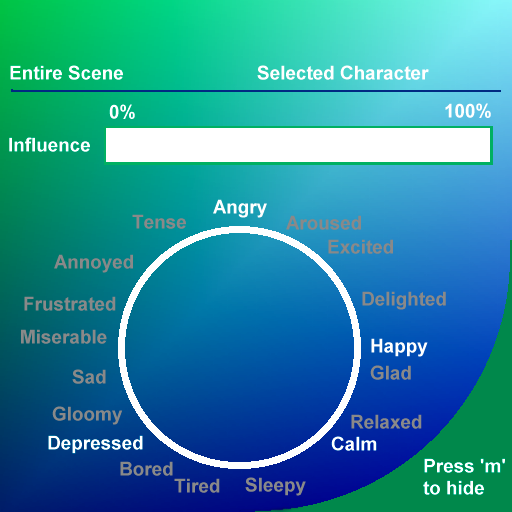 Entire Scene
Selected Character
0%
100%
Influence
Angry
Tense
Aroused
Excited
Annoyed
Delighted
Frustrated
Miserable
Happy
Glad
Sad
Gloomy
Relaxed
Depressed
Calm
Bored
Tired
Sleepy
Press 'm'
to hide